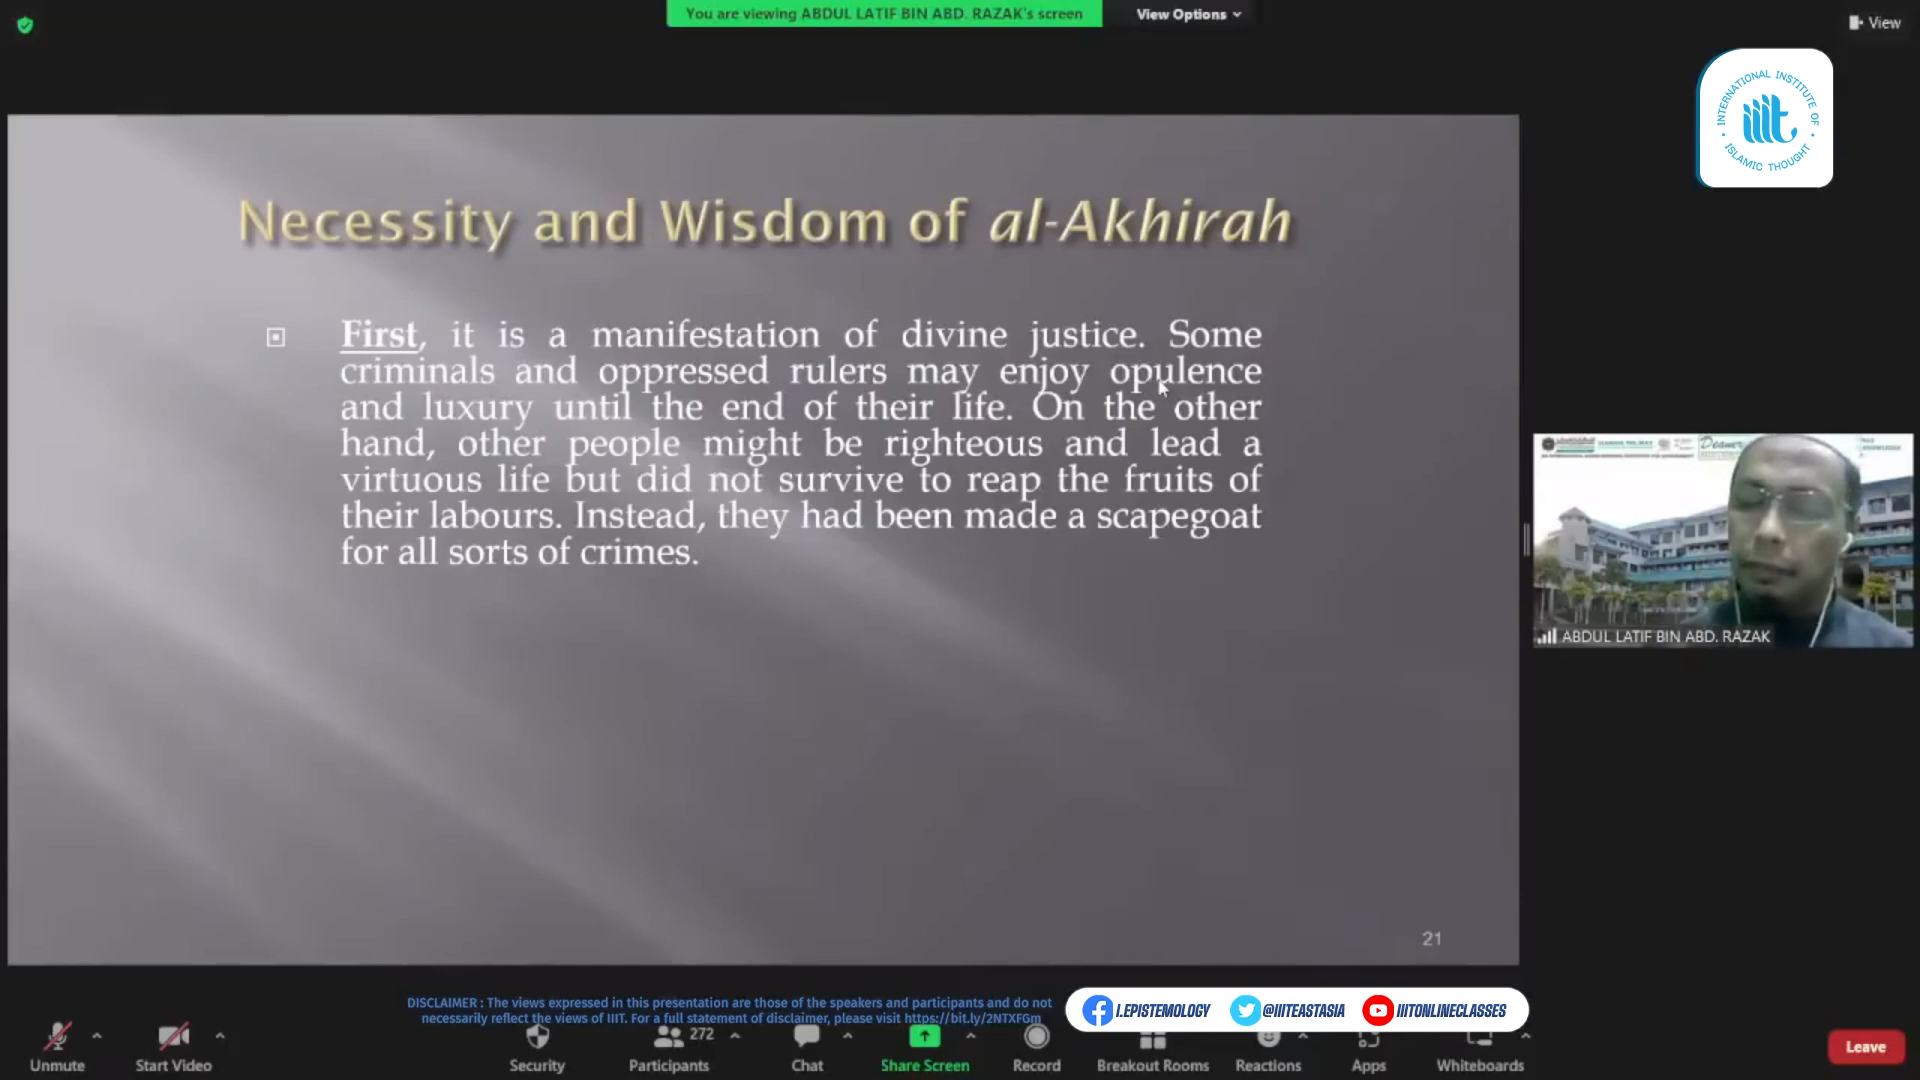 You are viewing ABDUL LATIF BIN ABD. RAZAK's screen
View Options
View
INTERNATIONAL INSTITUTE OF
iiit
ISLAMIC THOUGHT
Necessity and Wisdom of al-Akhirah
First, it is a manifestation of divine justice. Some
criminals and oppressed rulers may enjoy opulence
and luxury until the end of their life. On the other
hand, other people might be righteous and lead a
virtuous life but did not survive to reap the fruits of
their labours. Instead, they had been made a scapegoat
for all sorts of crimes.
21
ABDUL LATIF BIN ABD. RAZAK
DISCLAIMER : The views expressed in this presentation are those of the speakers and participants and do not
necessarily reflect the views of IIIT. For a full statement of disclaimer, please visit https://bit.ly/2NTXFGm
I.EPISTEMOLOGY
@IIITEASTASIA
IIITONLINECLASSES
272
Unmute
Start Video
Security
Participants
Chat
Share Screen
Record
Breakout Rooms
Reactions
Apps
Whiteboards
Leave